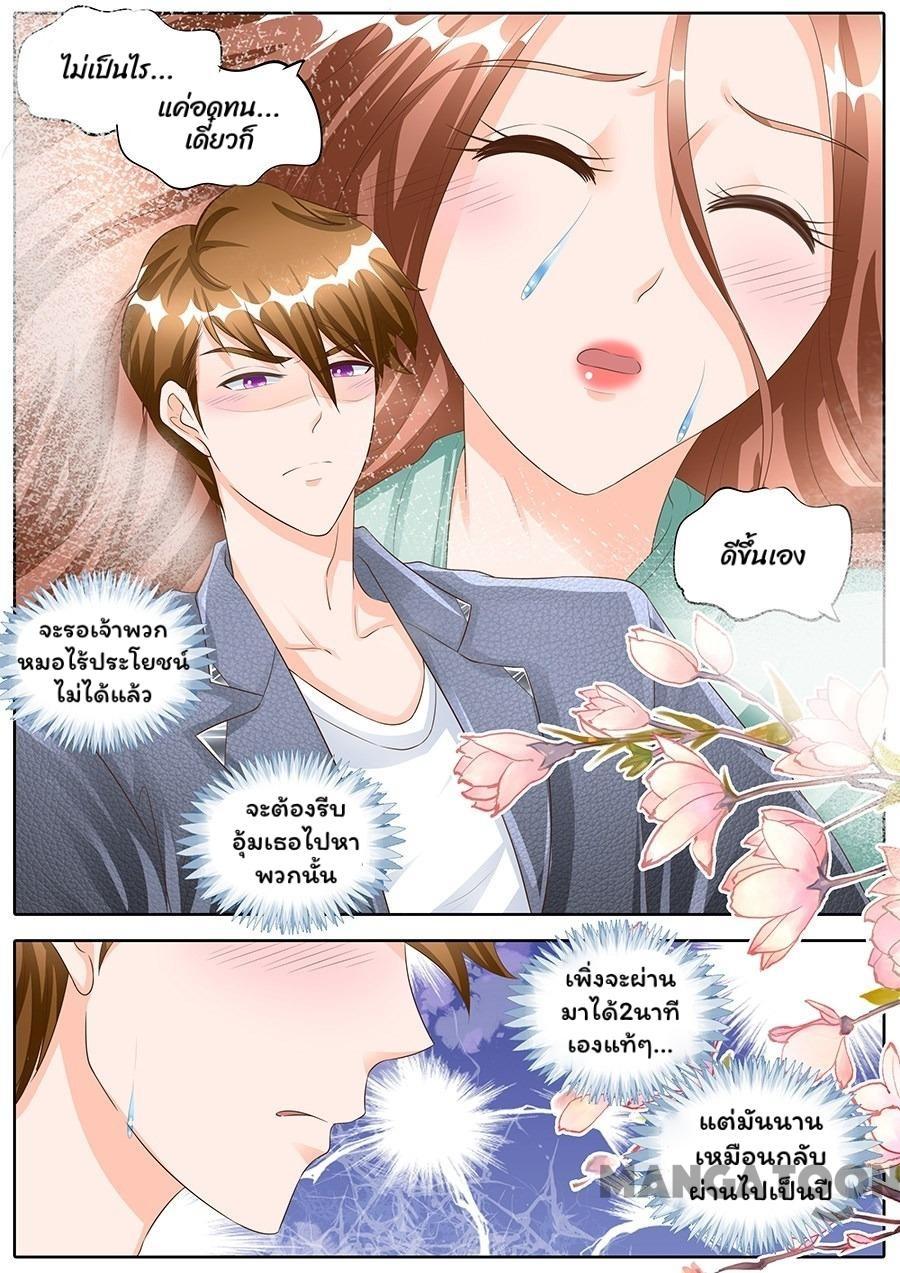 ไม่เป็นไร...
แค่อดทน...
เดี๋ยวก็
ดีขึ้นเอง
จะรอเจ้าพวก
หมอไร้ประโยชน์
ไม่ได้แล้ว
จะต้องรีบ
อุ้มเธอไปหา
พวกนั้น
เพิ่งจะผ่าน
มาได้2นาที
เองแท้ๆ...
แต่มันนาน
เหมือนกลับ
ผ่านไปเป็นปี
MANGA TOON